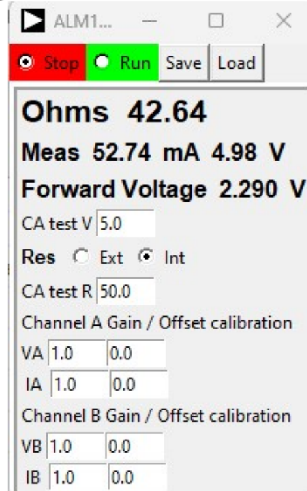 ALM1...
Stop Run Save Load
Ohms 42.64
Meas 52.74 mA 4.98 V
Forward Voltage 2.290 V
CA test V 5.0
Res Ext Int
CA test R 50.0
Channel A Gain / Offset calibration
VA 1.0 0.0
IA 1.0 0.0
Channel B Gain / Offset calibration
VB 1.0 0.0
IB 1.0 0.0